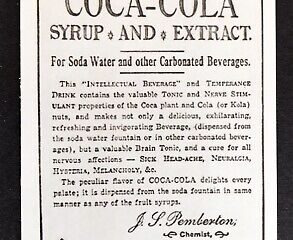 COCA-COLA
SYRUP * AND * EXTRACT.
For Soda Water and other Carbonated Beverages.
This "INTELLECTUAL BEVERAGE" and TEMPERANCE
DRINK contains the valuable TONIC and NERVE STIM-
ULANT properties of the Coca plant and Cola (or Kola)
nuts, and makes not only a delicious, exhilarating,
refreshing and invigorating Beverage, (dispensed from
the soda water fountain or in other carbonated bever-
ages), but a valuable Brain Tonic, and a cure for all
nervous affections — SICK HEAD-ACHE, NEURALGIA,
HYSTERIA, MELANCHOLY, &c.
The peculiar flavor of COCA-COLA delights every
palate; it is dispensed from the soda fountain in same
manner as any of the fruit syrups.
J. S. Pemberton;
Chemist,